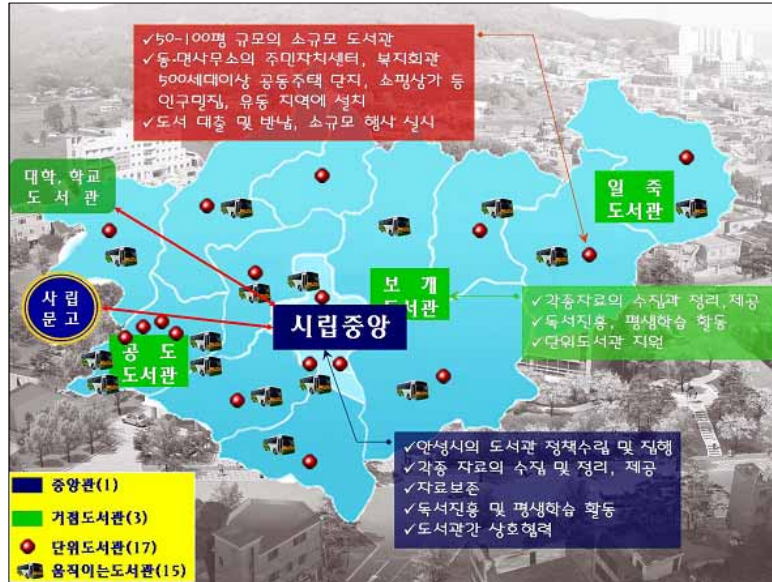 ✓50-100평 규모의 소규모 도서관
✓동·면사무소의 주민자치센터, 복지회관
500세대이상 공동주택 단지, 쇼핑상가 등
인구밀집, 유동 지역에 설치
✓도서 대출 및 반납, 소규모 행사 실시
대학, 학교
도서관
일죽
도서관
사립
문고
보개
도서관
✓각종자료의 수집과 정리,제공
✓독서진흥, 평생학습 활동
✓단위도서관 지원
시립중앙
공도
도서관
✓안성시의 도서관 정책수립 및 집행
✓각종 자료의 수집 및 정리, 제공
✓자료보존
✓독서진흥 및 평생학습 활동
✓도서관간 상호협력
중앙관(1)
거점도서관(3)
단위도서관(17)
움직이는도서관(15)